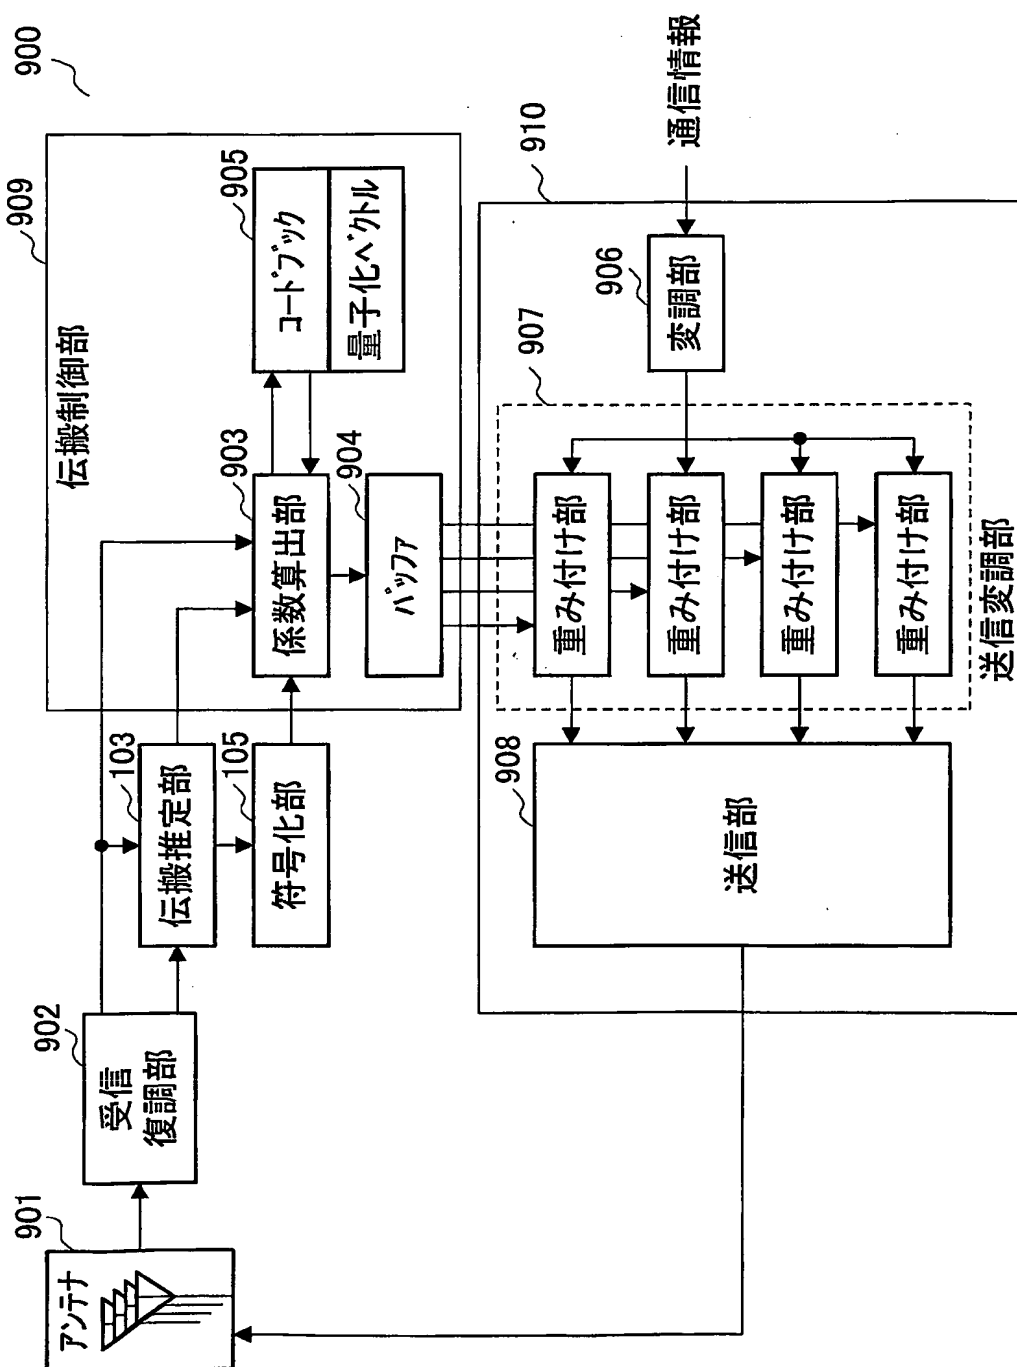 900
909
伝搬制御部
905
コードブック
量子化ベクトル
903
係数算出部
904
バッファ
103
伝搬推定部
105
符号化部
902
受信
復調部
901
アンテナ
910
通信情報
906
変調部
907
重み付け部
重み付け部
重み付け部
重み付け部
送信変調部
908
送信部